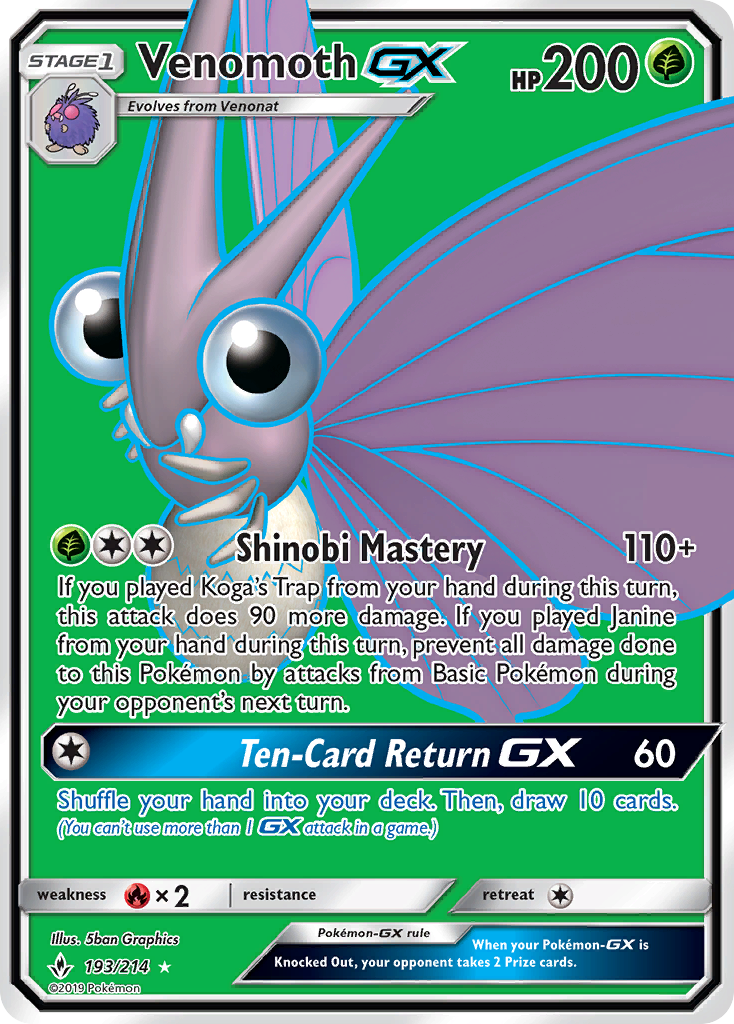 STAGE 1 Venomoth GX HP 200
Evolves from Venonat
Shinobi Mastery 110+
If you played Koga's Trap from your hand during this turn,
this attack does 90 more damage. If you played Janine
from your hand during this turn, prevent all damage done
to this Pokémon by attacks from Basic Pokémon during
your opponent's next turn.
Ten-Card Return GX 60
Shuffle your hand into your deck. Then, draw 10 cards.
(You can't use more than 1 GX attack in a game.)
weakness ×2 resistance retreat
Illus. 5ban Graphics
193/214
©2019 Pokémon
Pokémon-GX rule
When your Pokémon-GX is
Knocked Out, your opponent takes 2 Prize cards.